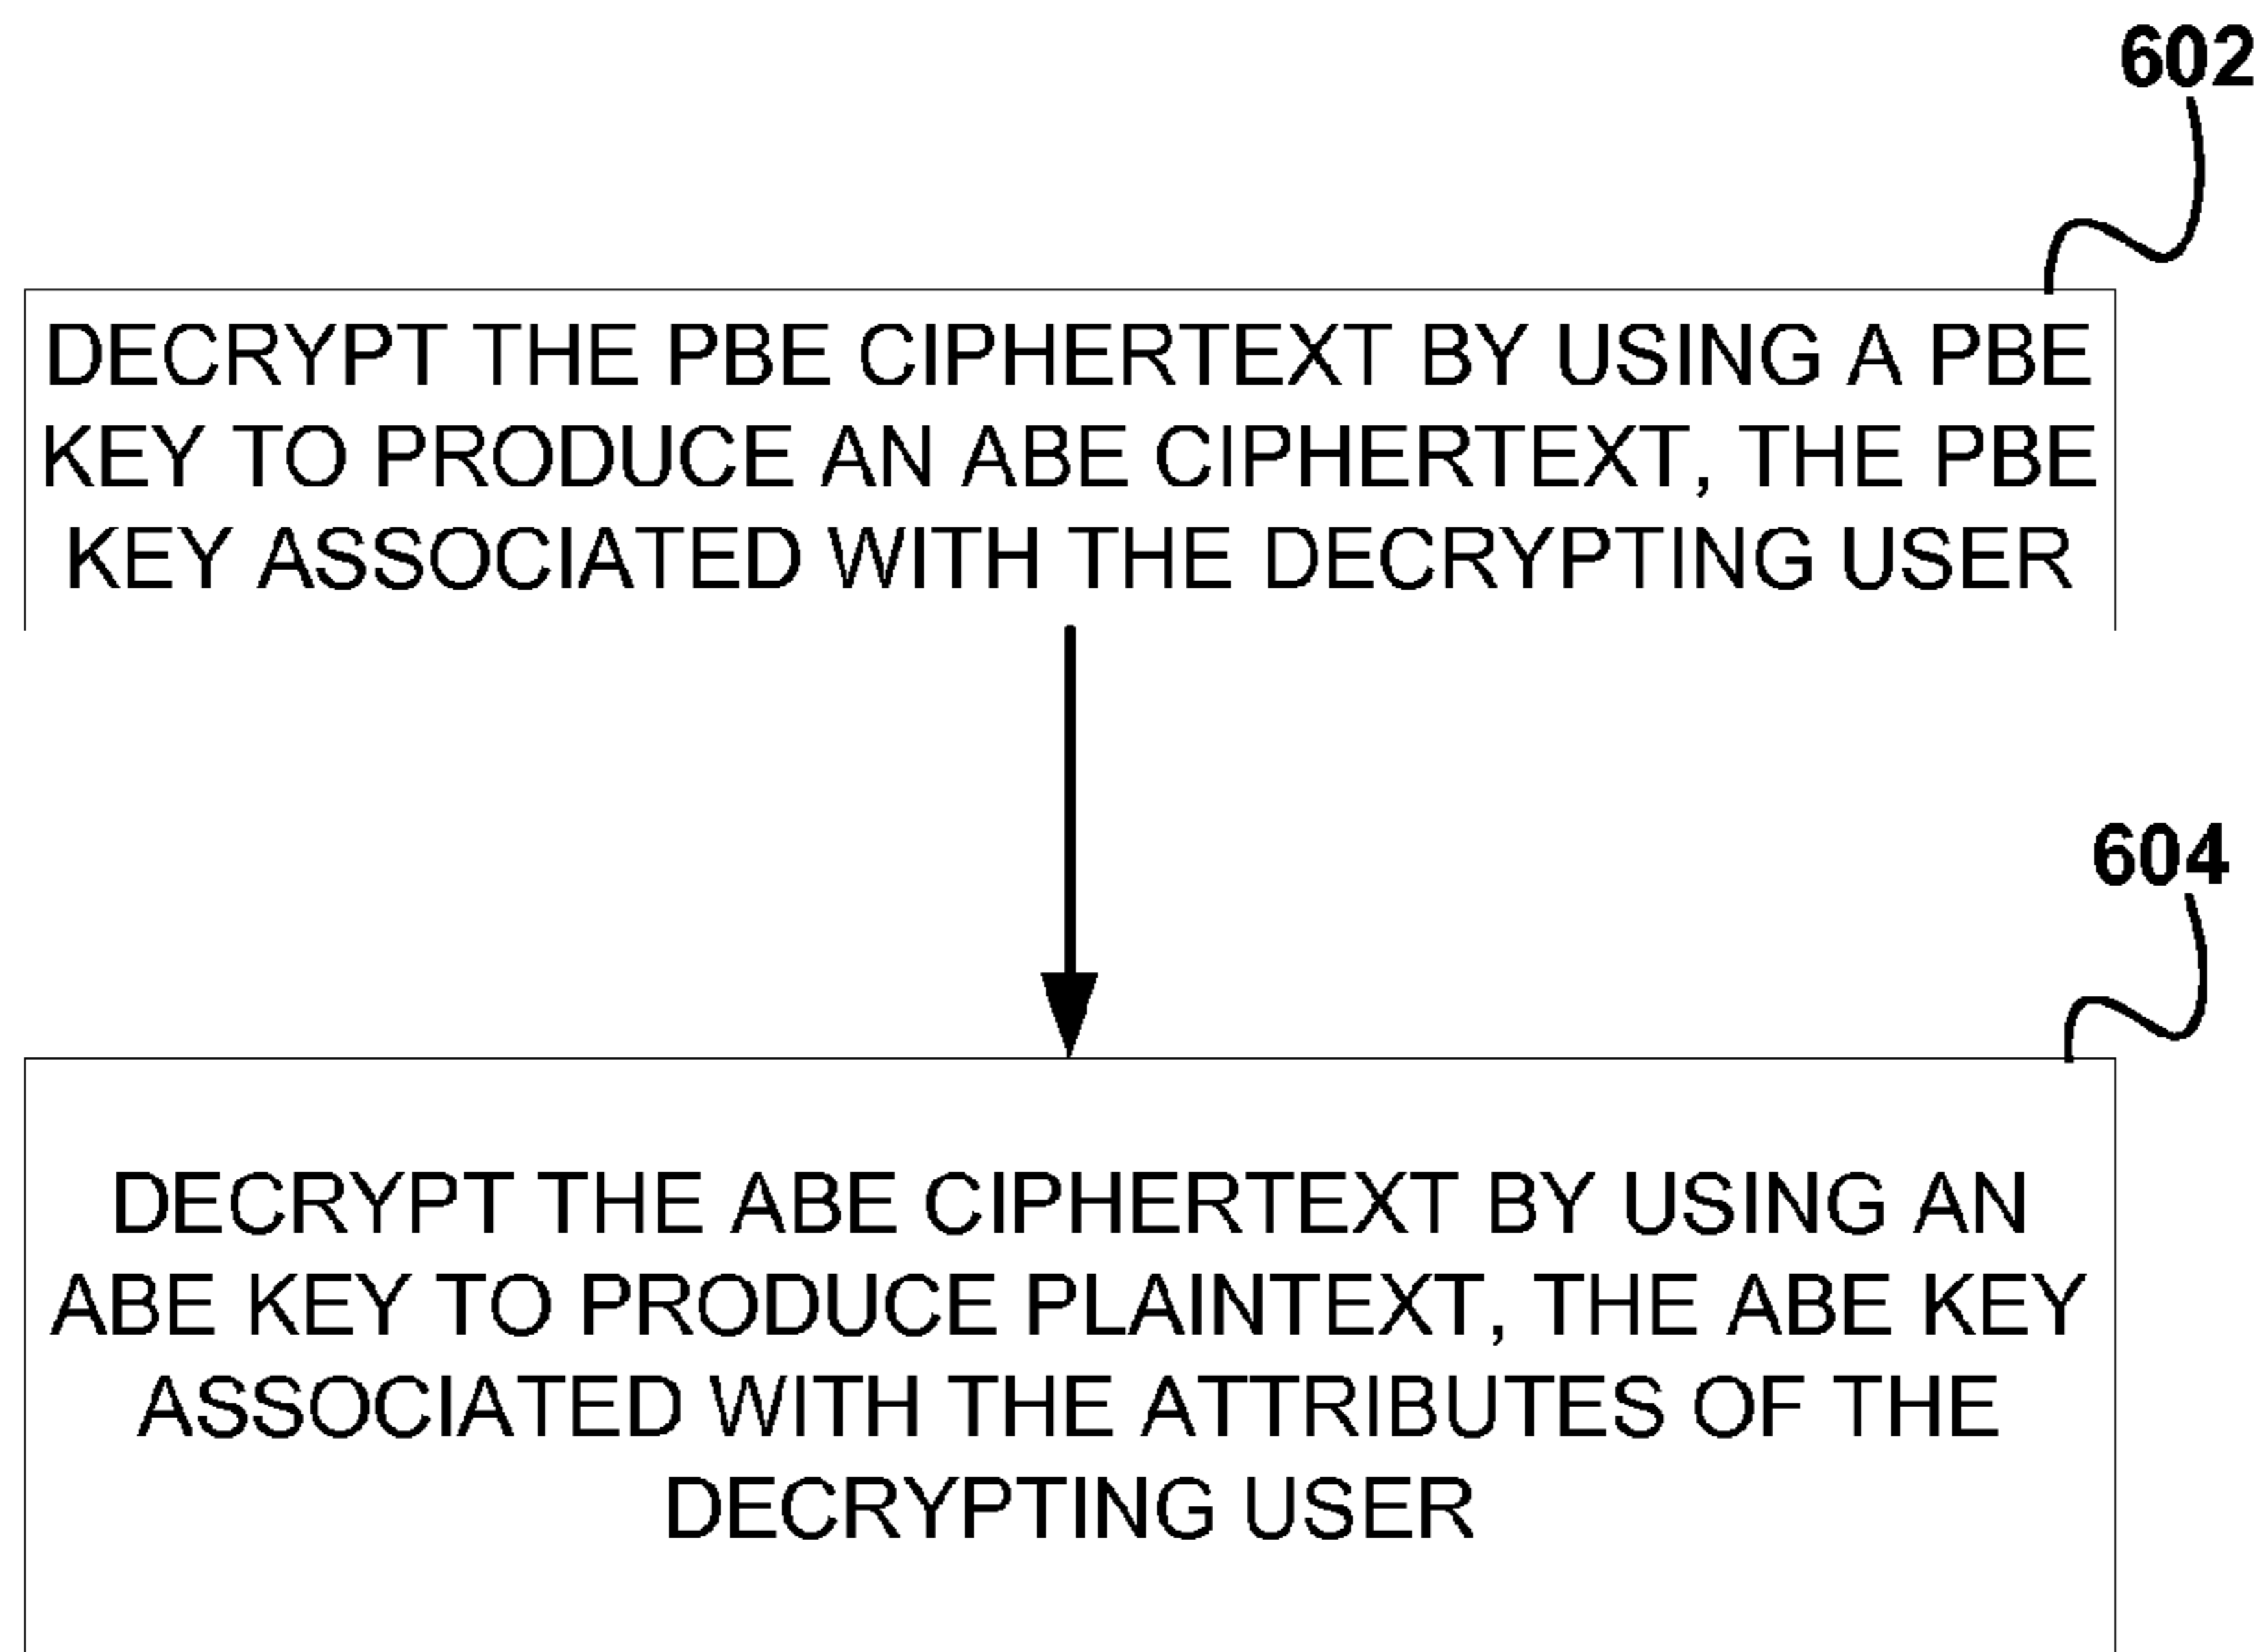 602
DECRYPT THE PBE CIPHERTEXT BY USING A PBE
KEY TO PRODUCE AN ABE CIPHERTEXT, THE PBE
KEY ASSOCIATED WITH THE DECRYPTING USER
604
DECRYPT THE ABE CIPHERTEXT BY USING AN
ABE KEY TO PRODUCE PLAINTEXT, THE ABE KEY
ASSOCIATED WITH THE ATTRIBUTES OF THE
DECRYPTING USER